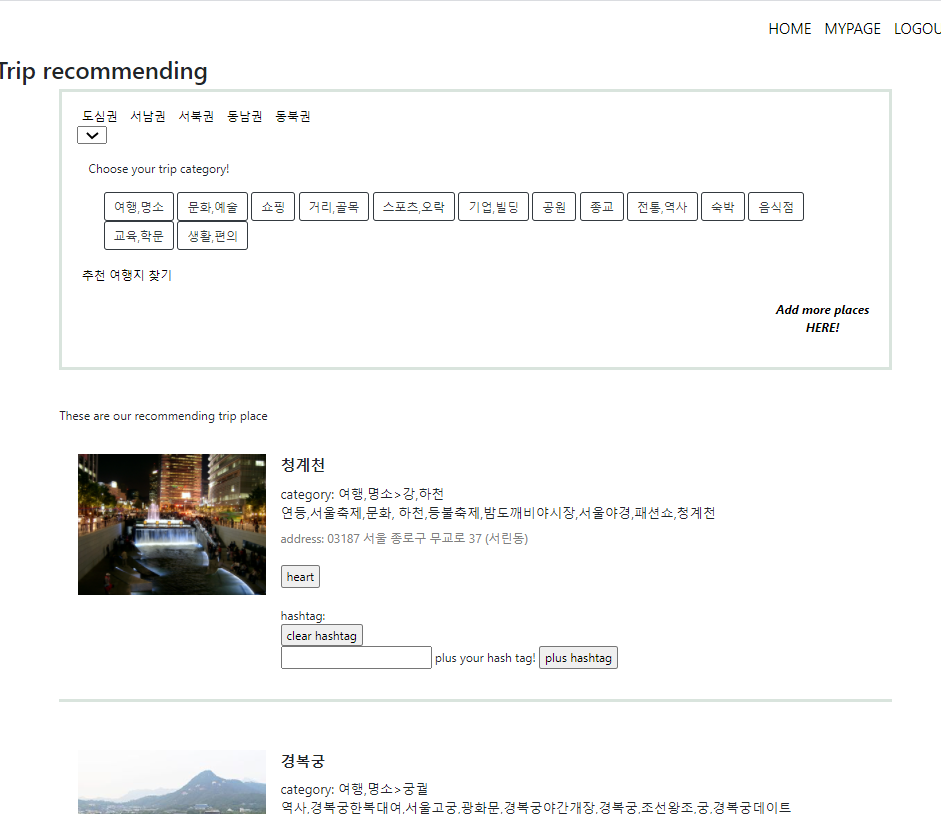 HOME MYPAGE LOGOU
Trip recommending
도심권 서남권 서북권 동남권 동북권
Choose your trip category!
여행,명소 문화,예술 쇼핑 거리,골목 스포츠,오락 기업,빌딩 공원 종교 전통,역사 숙박 음식점
교육,학문 생활,편의
추천 여행지 찾기
Add more places
HERE!
These are our recommending trip place
청계천
category: 여행,명소>강,하천
연등,서울축제,문화, 하천,등불축제,밤도깨비야시장,서울야경,패션쇼,청계천
address: 03187 서울 종로구 무교로 37 (서린동)
heart
hashtag:
clear hashtag
plus your hash tag! plus hashtag
경복궁
category: 여행,명소>궁궐
역사,경복궁한복대여,서울고궁,광화문,경복궁야간개장,경복궁,조선왕조,궁,경복궁데이트